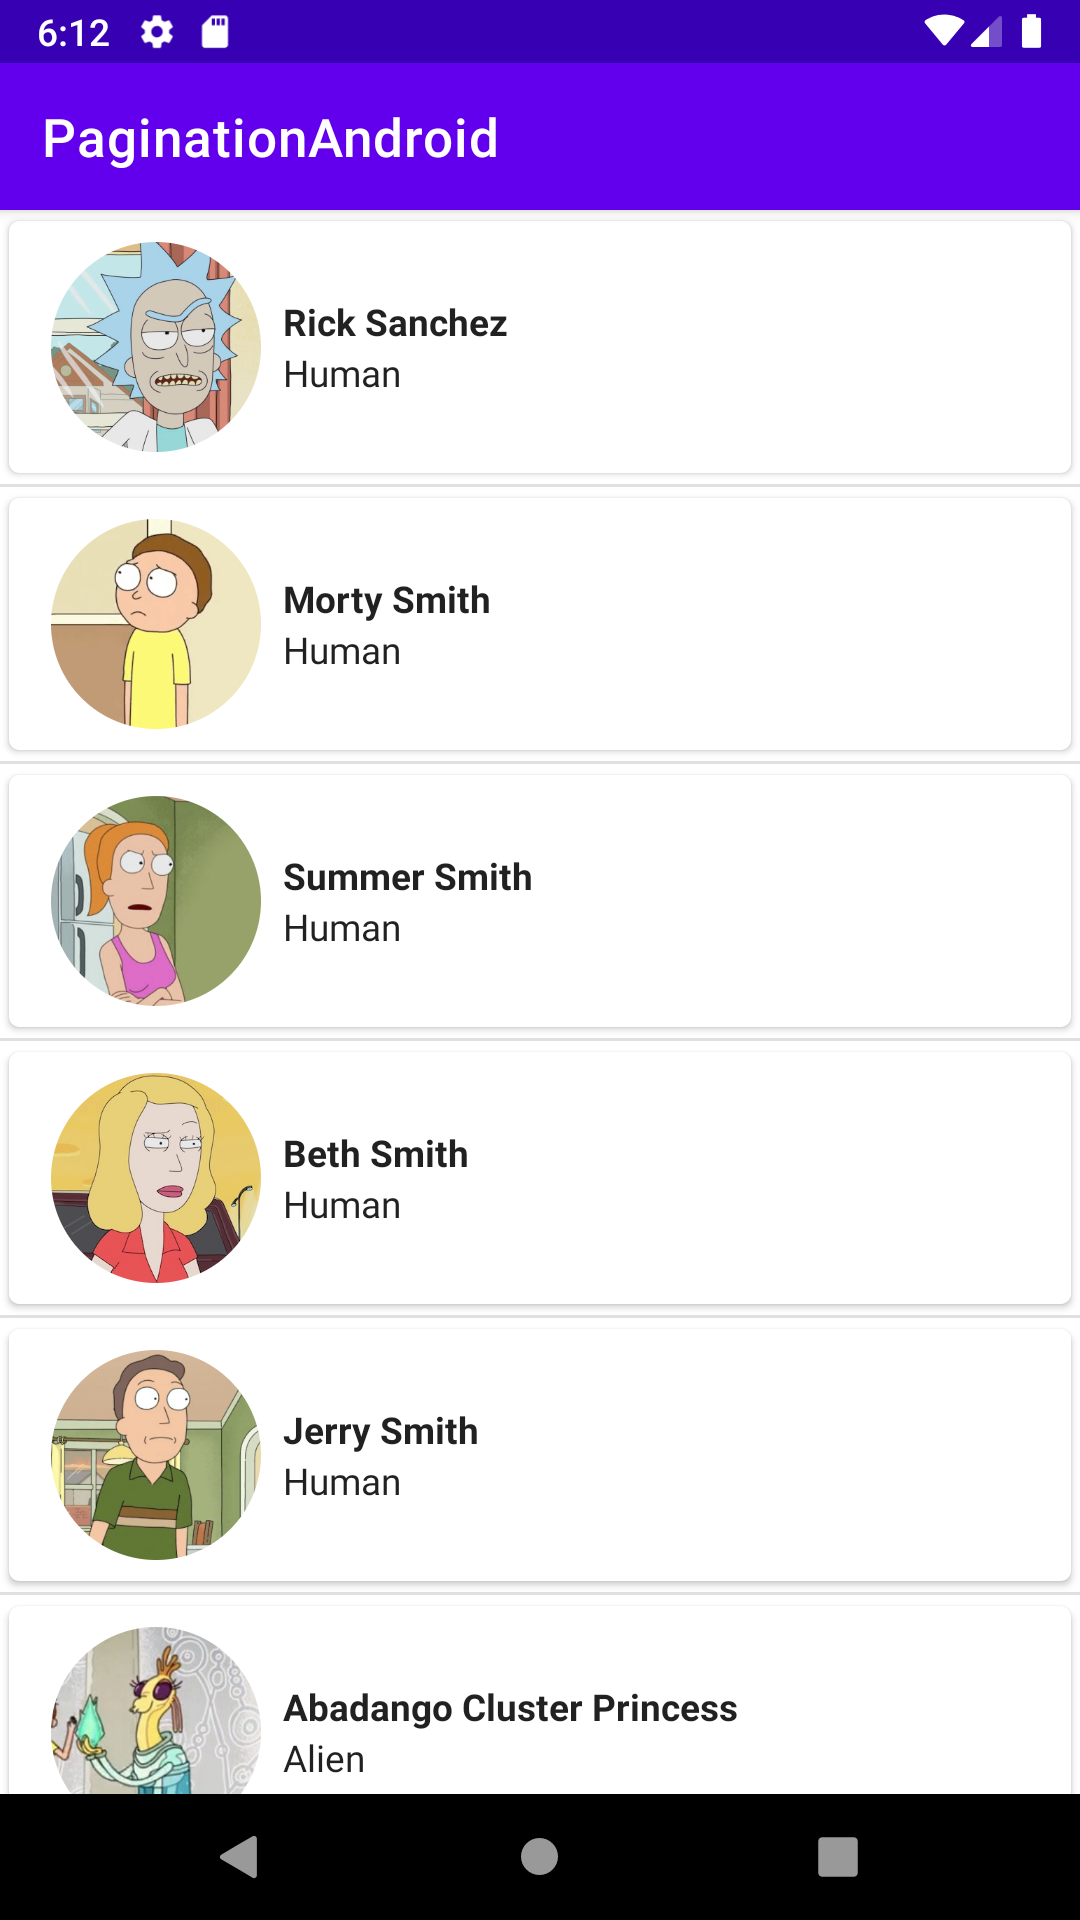 6:12
PaginationAndroid
Rick Sanchez
Human
Morty Smith
Human
Summer Smith
Human
Beth Smith
Human
Jerry Smith
Human
Abadango Cluster Princess
Alien